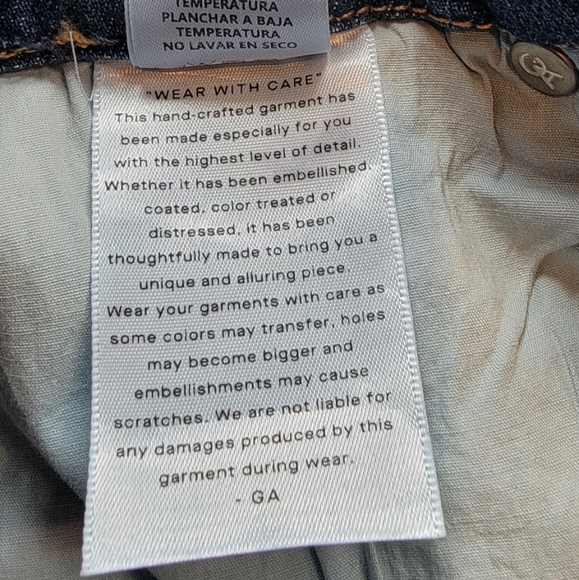 TEMPERATURA
PLANCHAR A BAJA
TEMPERATURA
NO LAVAR EN SECO
"WEAR WITH CARE"
This hand-crafted garment has
been made especially for you
with the highest level of detail.
Whether it has been embellished,
coated, color treated or
distressed, it has been
thoughtfully made to bring you a
unique and alluring piece.
Wear your garments with care as
some colors may transfer, holes
may become bigger and
embellishments may cause
scratches. We are not liable for
any damages produced by this
garment during wear.
- GA